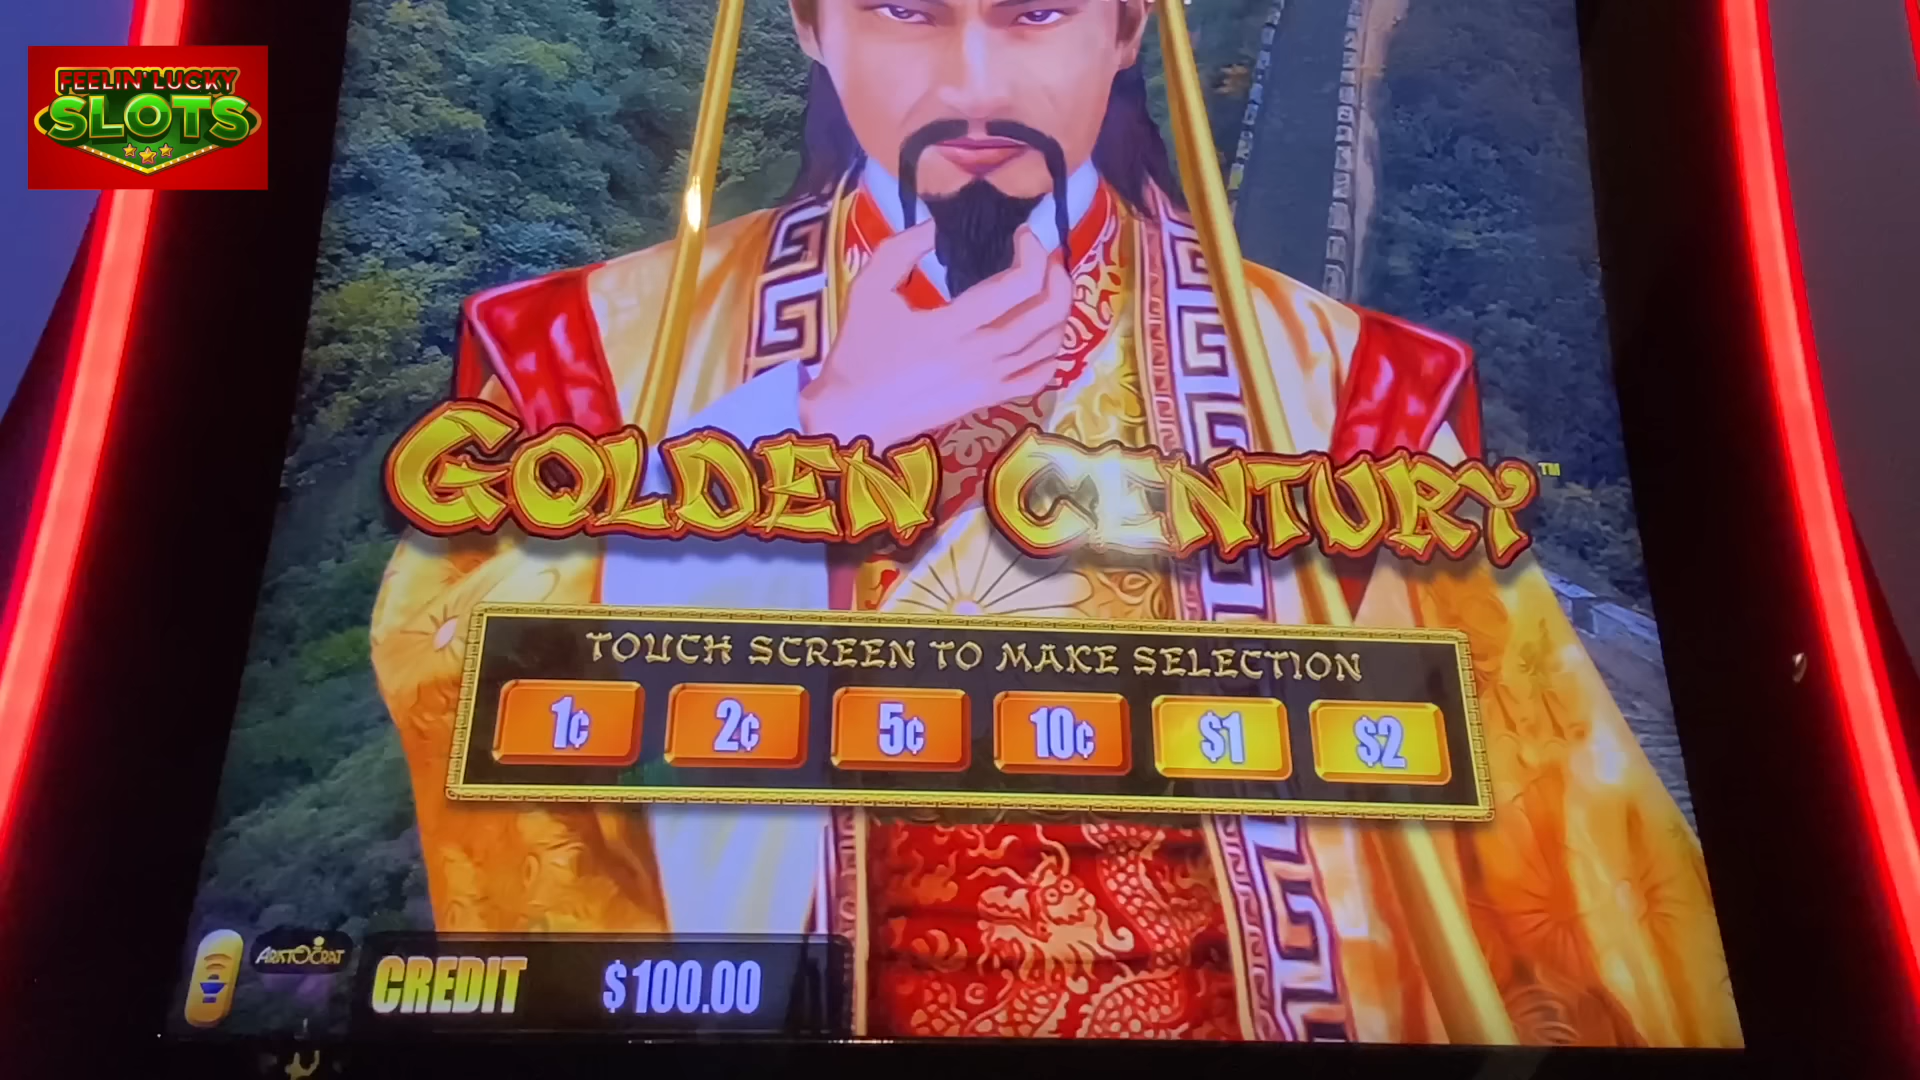 FEELIN' LUCKY
SLOTS
GOLDEN CENTURY™
TOUCH SCREEN TO MAKE SELECTION
1¢ 2¢ 5¢ 10¢ $1 $2
ARISTOCRAT
CREDIT $100.00